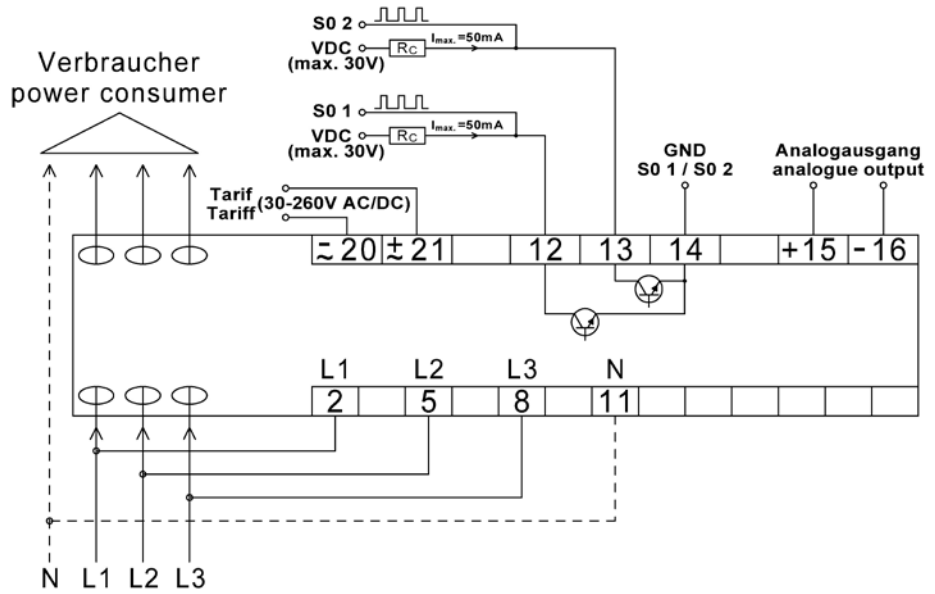 S0 2
VDC
(max. 30V)
RC
Imax.=50mA
Verbraucher
power consumer
S0 1
VDC
(max. 30V)
RC
Imax.=50mA
GND
S0 1 / S0 2
Analogausgang
analogue output
Tarif
Tariff
(30-260V AC/DC)
≂ 20
± ~ 21
12
13
14
+15
-16
L1
L2
L3
N
2
5
8
11
N L1 L2 L3